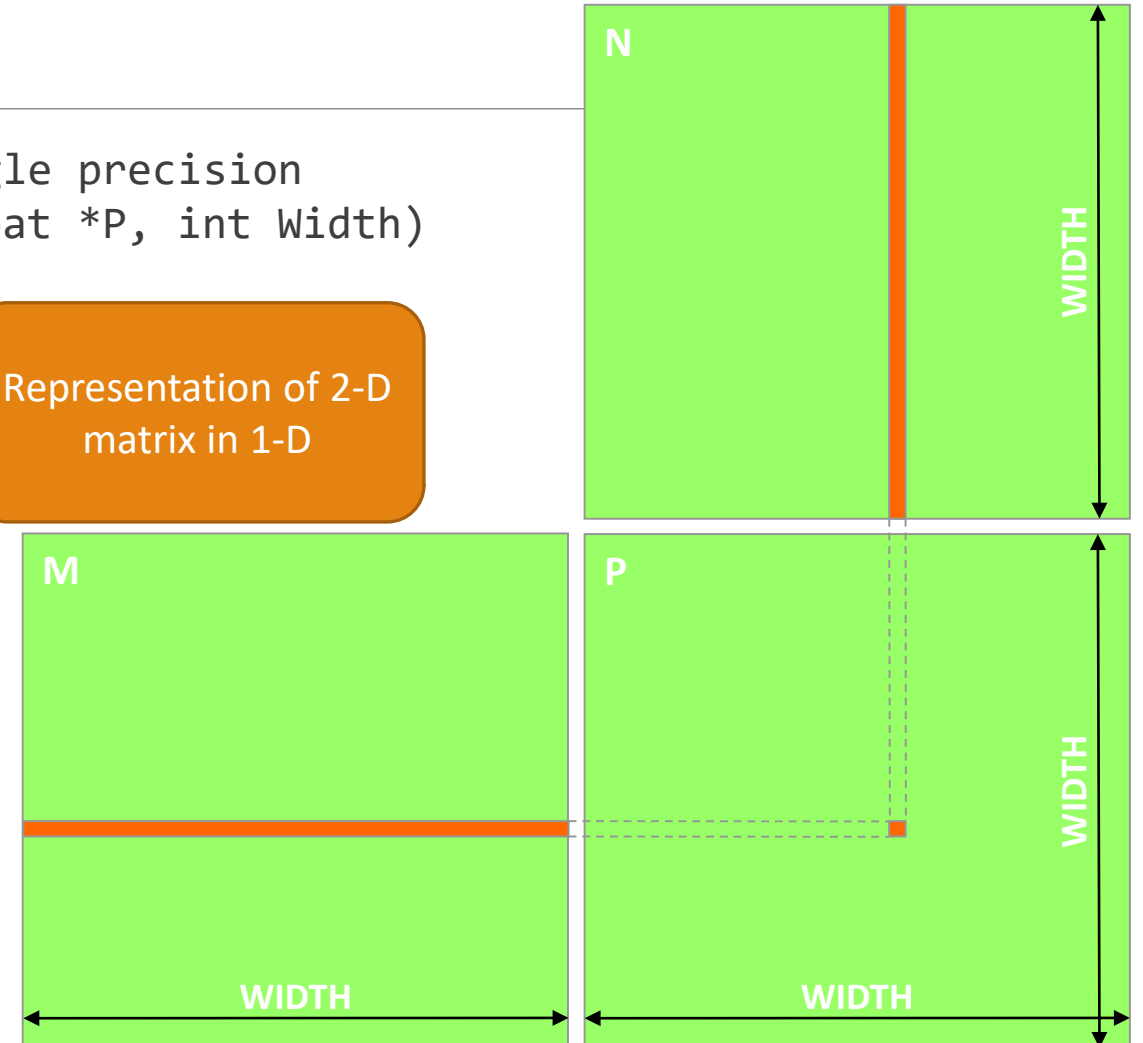 N
gle precision
at *P, int Width)
WIDTH
Representation of 2-D
matrix in 1-D
M
P
WIDTH
WIDTH
WIDTH